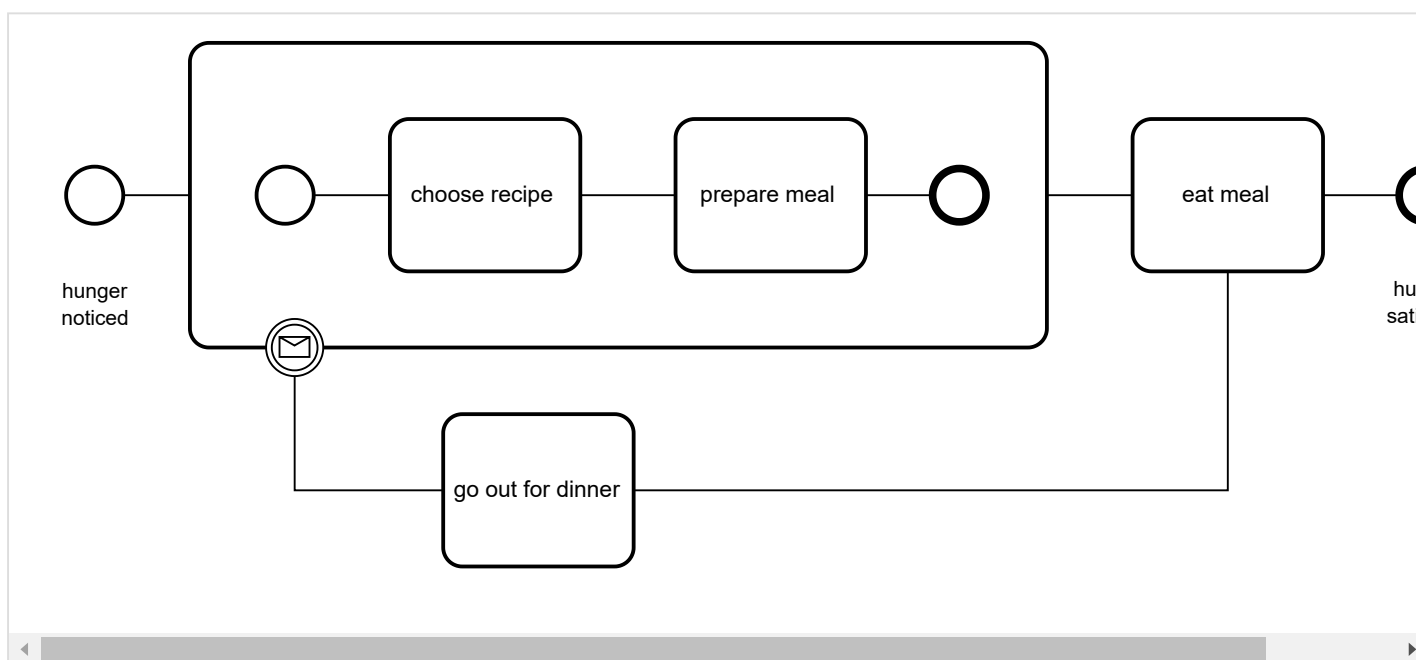 choose recipe
prepare meal
eat meal
hunger
noticed
go out for dinner